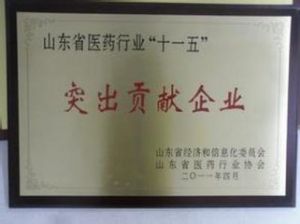 山东省医药行业“十一五”
突出贡献企业
山东省经济和信息化委员会
山东省医药行业协会
二〇一一年四月